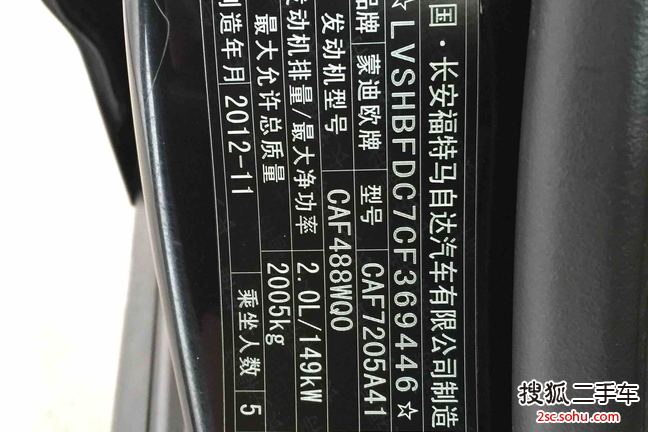 国·长安福特马自达汽车有限公司制造
☆LVSHBFDC7CF369446☆
品牌 蒙迪欧牌 型号 CAF7205A41
发动机型号 CAF488WQ0
发动机排量/最大净功率 2.0L/149kW
最大允许总质量 2005kg
制造年月 2012-11 乘坐人数 5
搜狐二手车
2sc.sohu.com